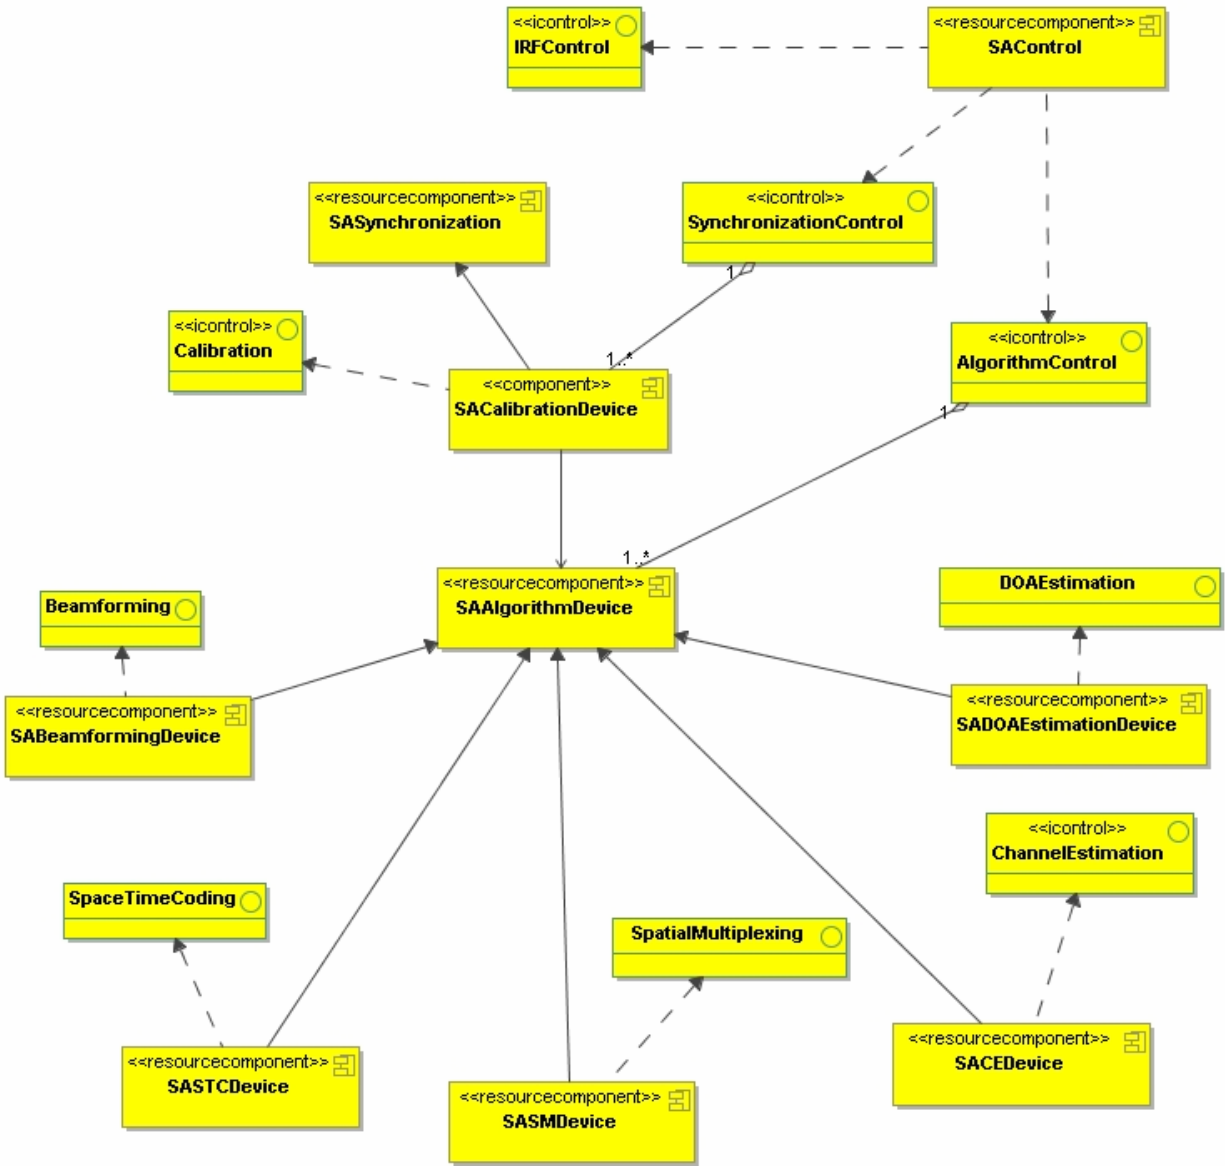 <<icontrol>>
IRFControl
<<resourcecomponent>>
SAControl
<<resourcecomponent>>
SASynchronization
<<icontrol>>
SynchronizationControl
1
<<icontrol>>
Calibration
1..*
<<icontrol>>
AlgorithmControl
1
<<component>>
SACalibrationDevice
1..*
<<resourcecomponent>>
SAAlgorithmDevice
Beamforming
DOAEstimation
<<resourcecomponent>>
SABeamformingDevice
<<resourcecomponent>>
SADOAEstimationDevice
<<icontrol>>
ChannelEstimation
SpaceTimeCoding
SpatialMultiplexing
<<resourcecomponent>>
SASTCDevice
<<resourcecomponent>>
SASMDevice
<<resourcecomponent>>
SACEDevice